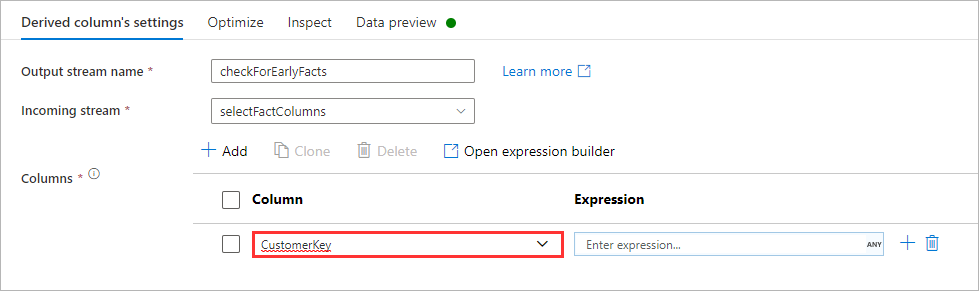 Derived column's settings Optimize Inspect Data preview
Output stream name * checkForEarlyFacts Learn more
Incoming stream * selectFactColumns
Add Clone Delete Open expression builder
Columns *
Column Expression
CustomerKey Enter expression... ANY